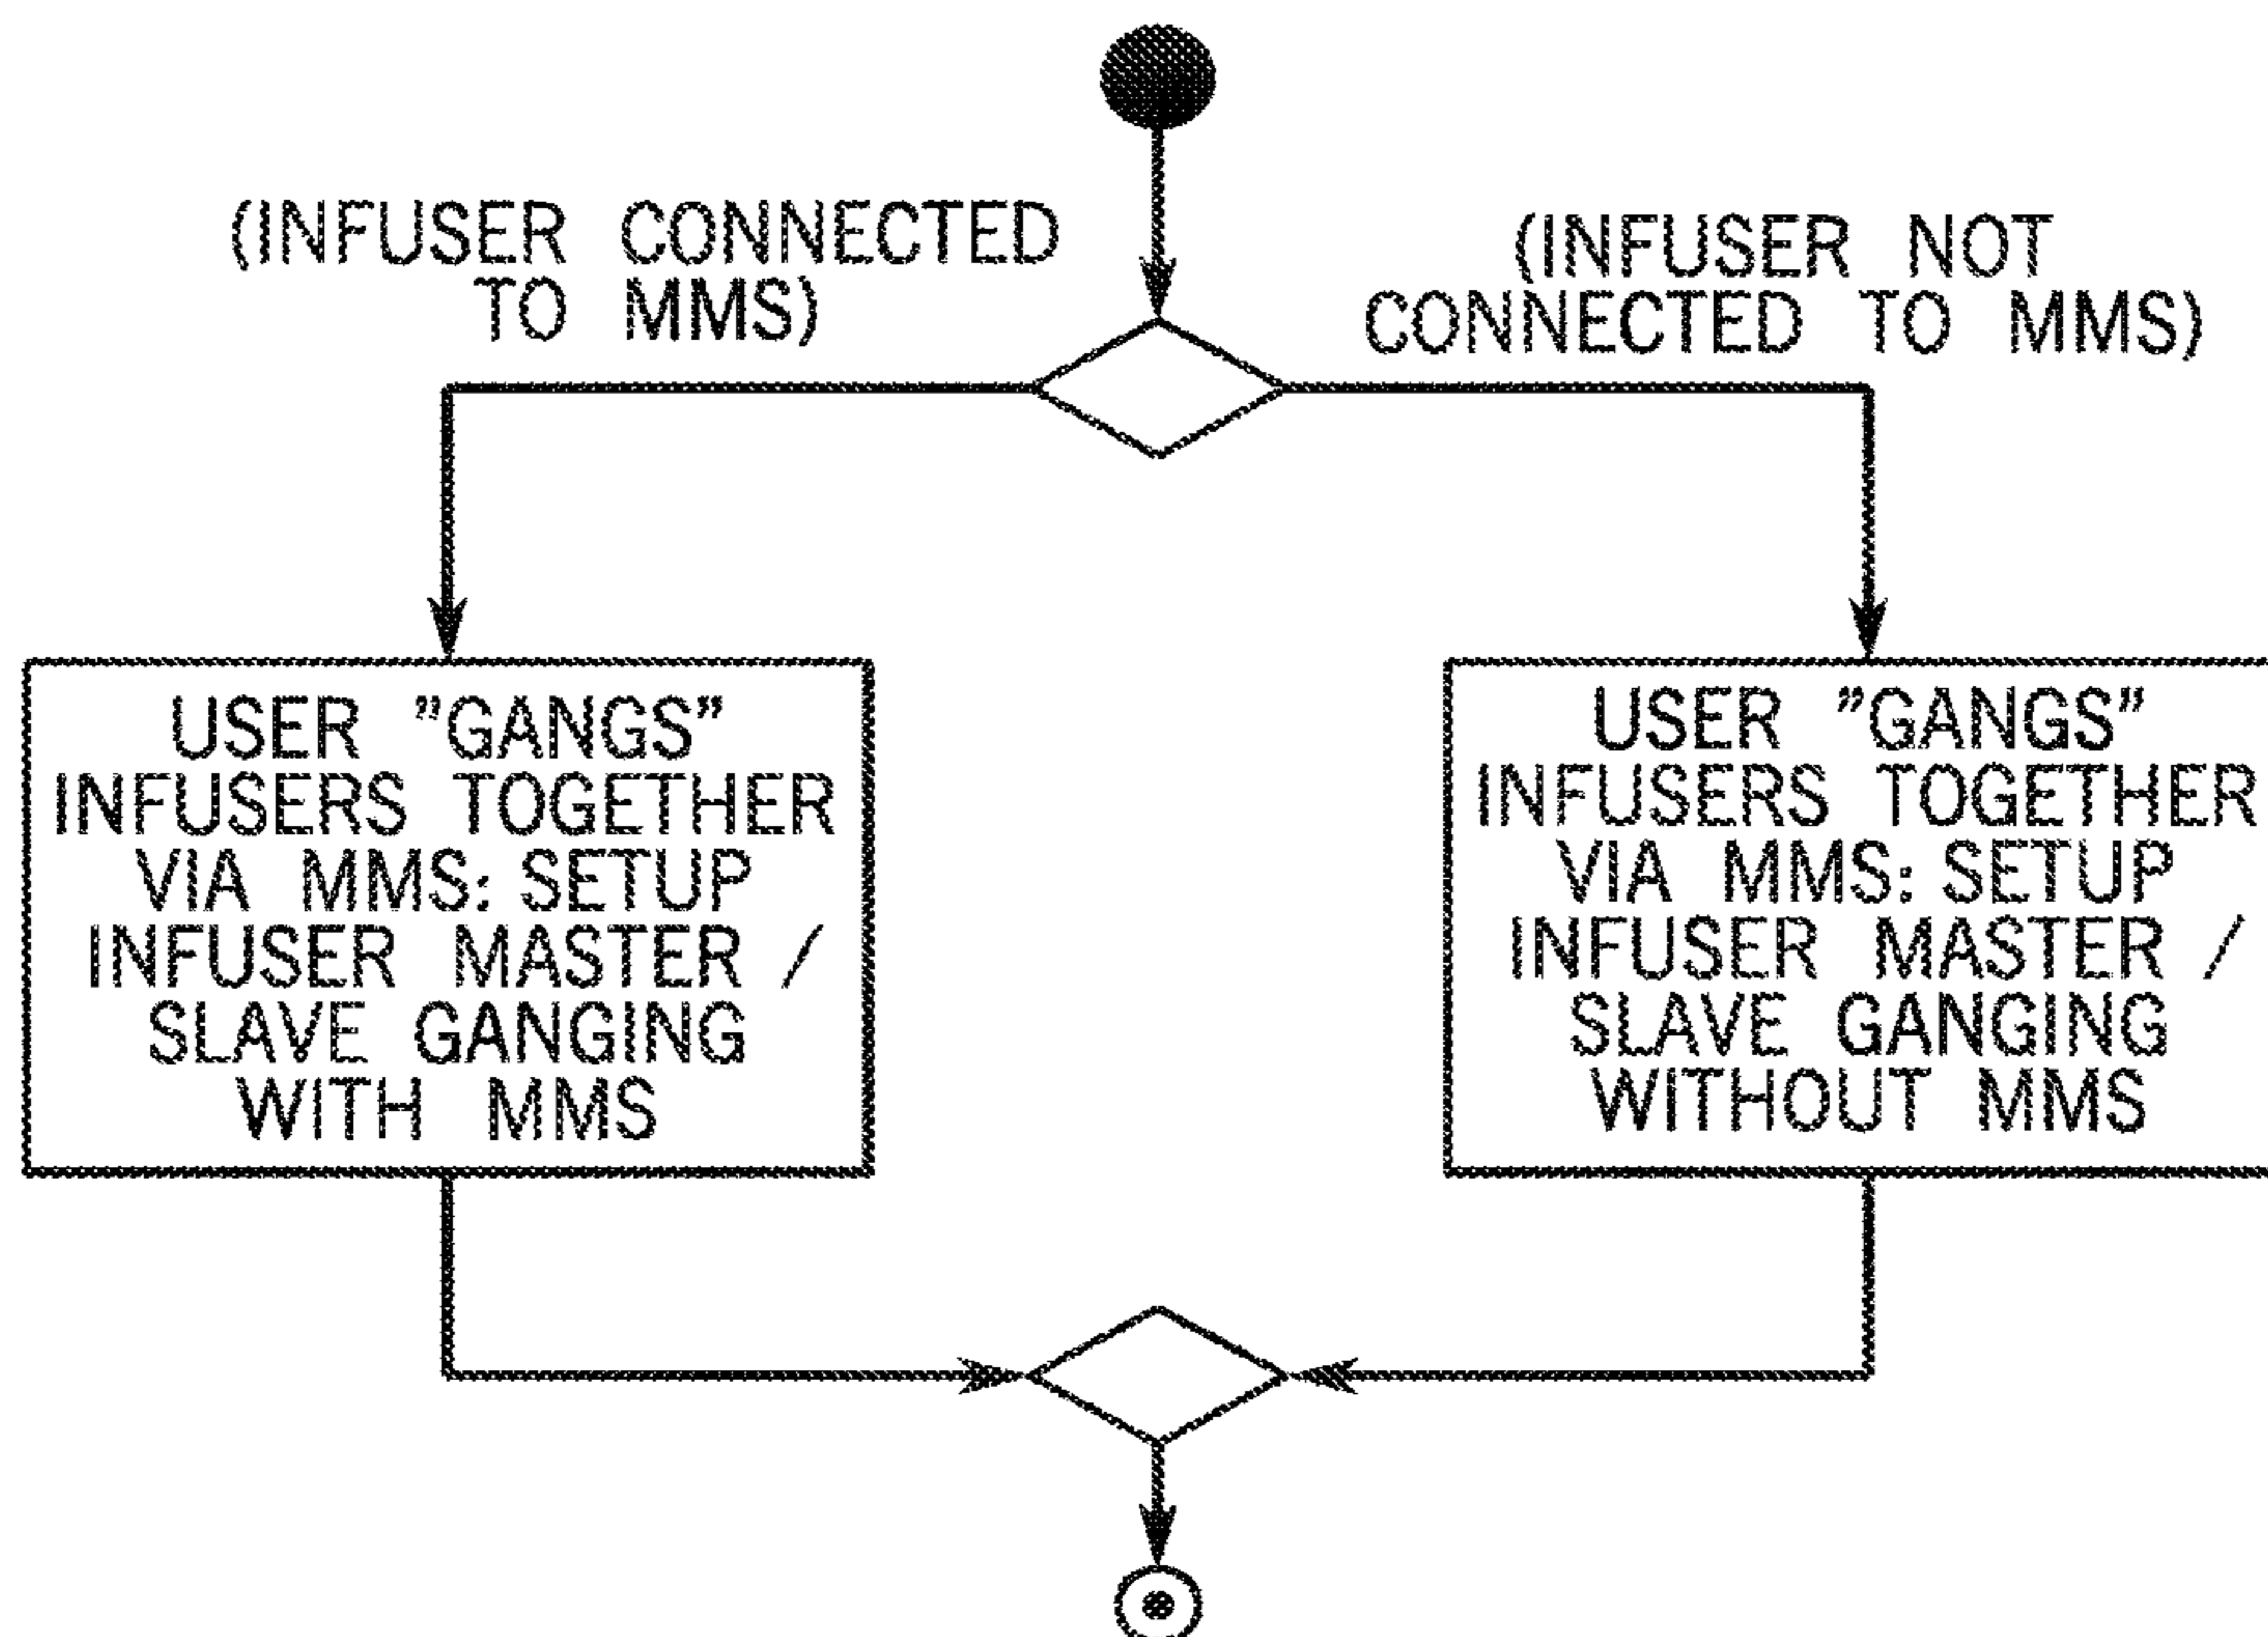 (INFUSER CONNECTED
TO MMS)
(INFUSER NOT
CONNECTED TO MMS)
USER "GANGS"
INFUSERS TOGETHER
VIA MMS: SETUP
INFUSER MASTER /
SLAVE GANGING
WITH MMS
USER "GANGS"
INFUSERS TOGETHER
VIA MMS: SETUP
INFUSER MASTER /
SLAVE GANGING
WITHOUT MMS